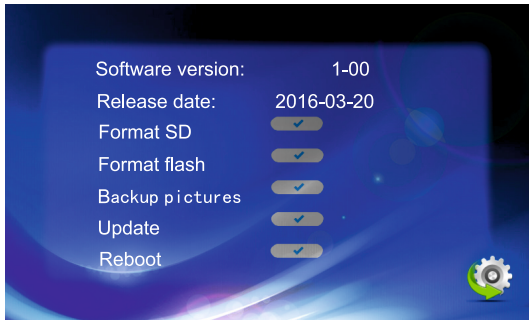 Software version: 1-00
Release date: 2016-03-20
Format SD
Format flash
Backup pictures
Update
Reboot